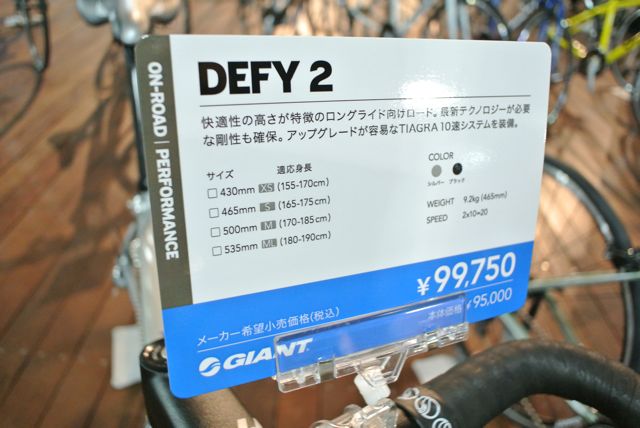 ON-ROAD | PERFORMANCE
DEFY 2
快適性の高さが特徴のロングライド向けロード。最新テクノロジーが必要
な剛性も確保。アップグレードが容易なTIAGRA 10速システムを装備。
サイズ 適応身長
□ 430mm XS (155-170cm)
□ 465mm S (165-175cm)
□ 500mm M (170-185cm)
□ 535mm ML (180-190cm)
COLOR
シルバー ブラック
WEIGHT 9.2kg (465mm)
SPEED 2x10=20
¥99,750
メーカー希望小売価格(税込)
本体価格 ¥95,000
GIANT